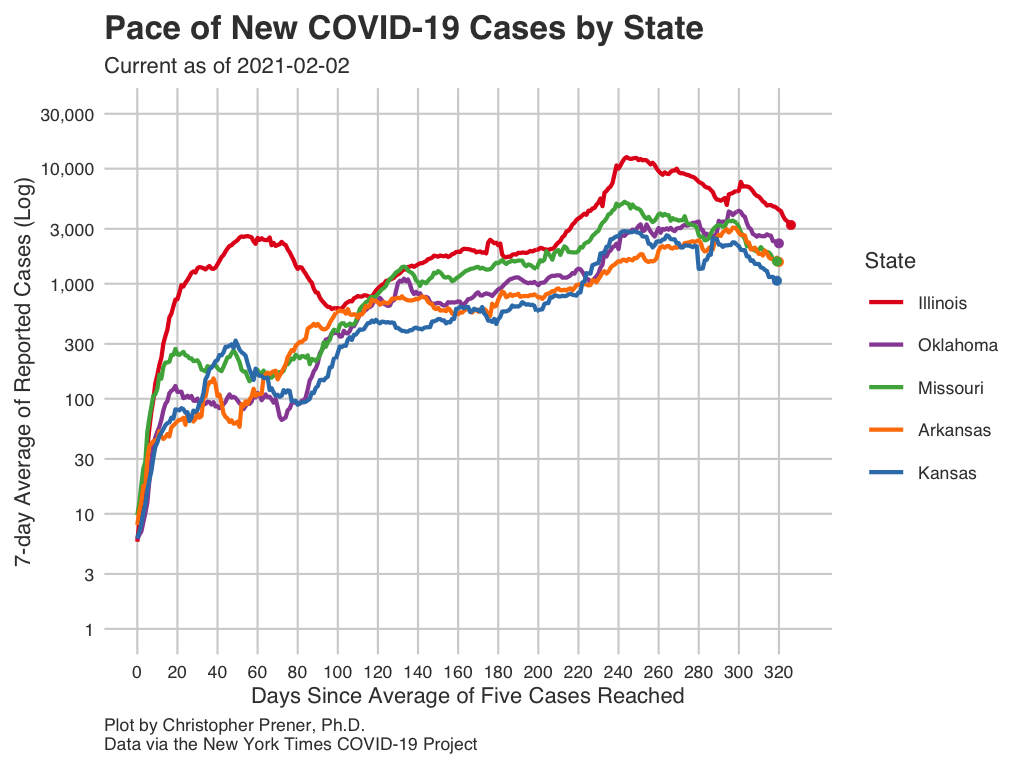 Pace of New COVID-19 Cases by State
Current as of 2021-02-02
7-day Average of Reported Cases (Log)
30,000
10,000
3,000
1,000
300
100
30
10
3
1
0 20 40 60 80 100 120 140 160 180 200 220 240 260 280 300 320
Days Since Average of Five Cases Reached
State
Illinois
Oklahoma
Missouri
Arkansas
Kansas
Plot by Christopher Prener, Ph.D.
Data via the New York Times COVID-19 Project